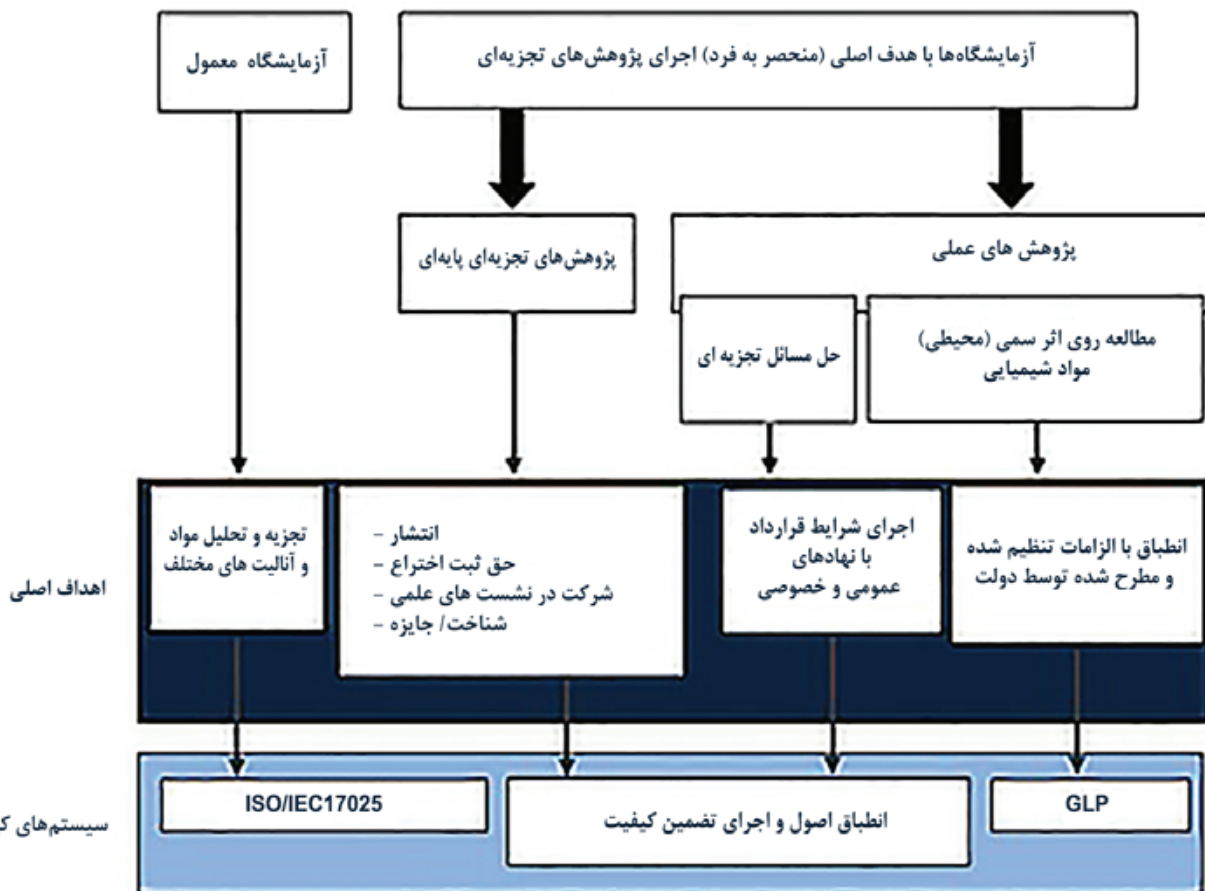 آزمایشگاه‌ها با هدف اصلی (منحصر به فرد) اجرای پژوهش‌های تجزیه‌ای
آزمایشگاه معمول
پژوهش های عملی
پژوهش‌های تجزیه‌ای پایه‌ای
مطالعه روی اثر سمی (محیطی)
مواد شیمیایی
حل مسائل تجزیه ای
انطباق با الزامات تنظیم شده
و مطرح شده توسط دولت
اجرای شرایط قرارداد
با نهادهای
عمومی و خصوصی
- انتشار
- حق ثبت اختراع
- شرکت در نشست های علمی
- شناخت/ جایزه
تجزیه و تحلیل مواد
و آنالیت های مختلف
اهداف اصلی
GLP
انطباق اصول و اجرای تضمین کیفیت
ISO/IEC17025
سیستم‌های